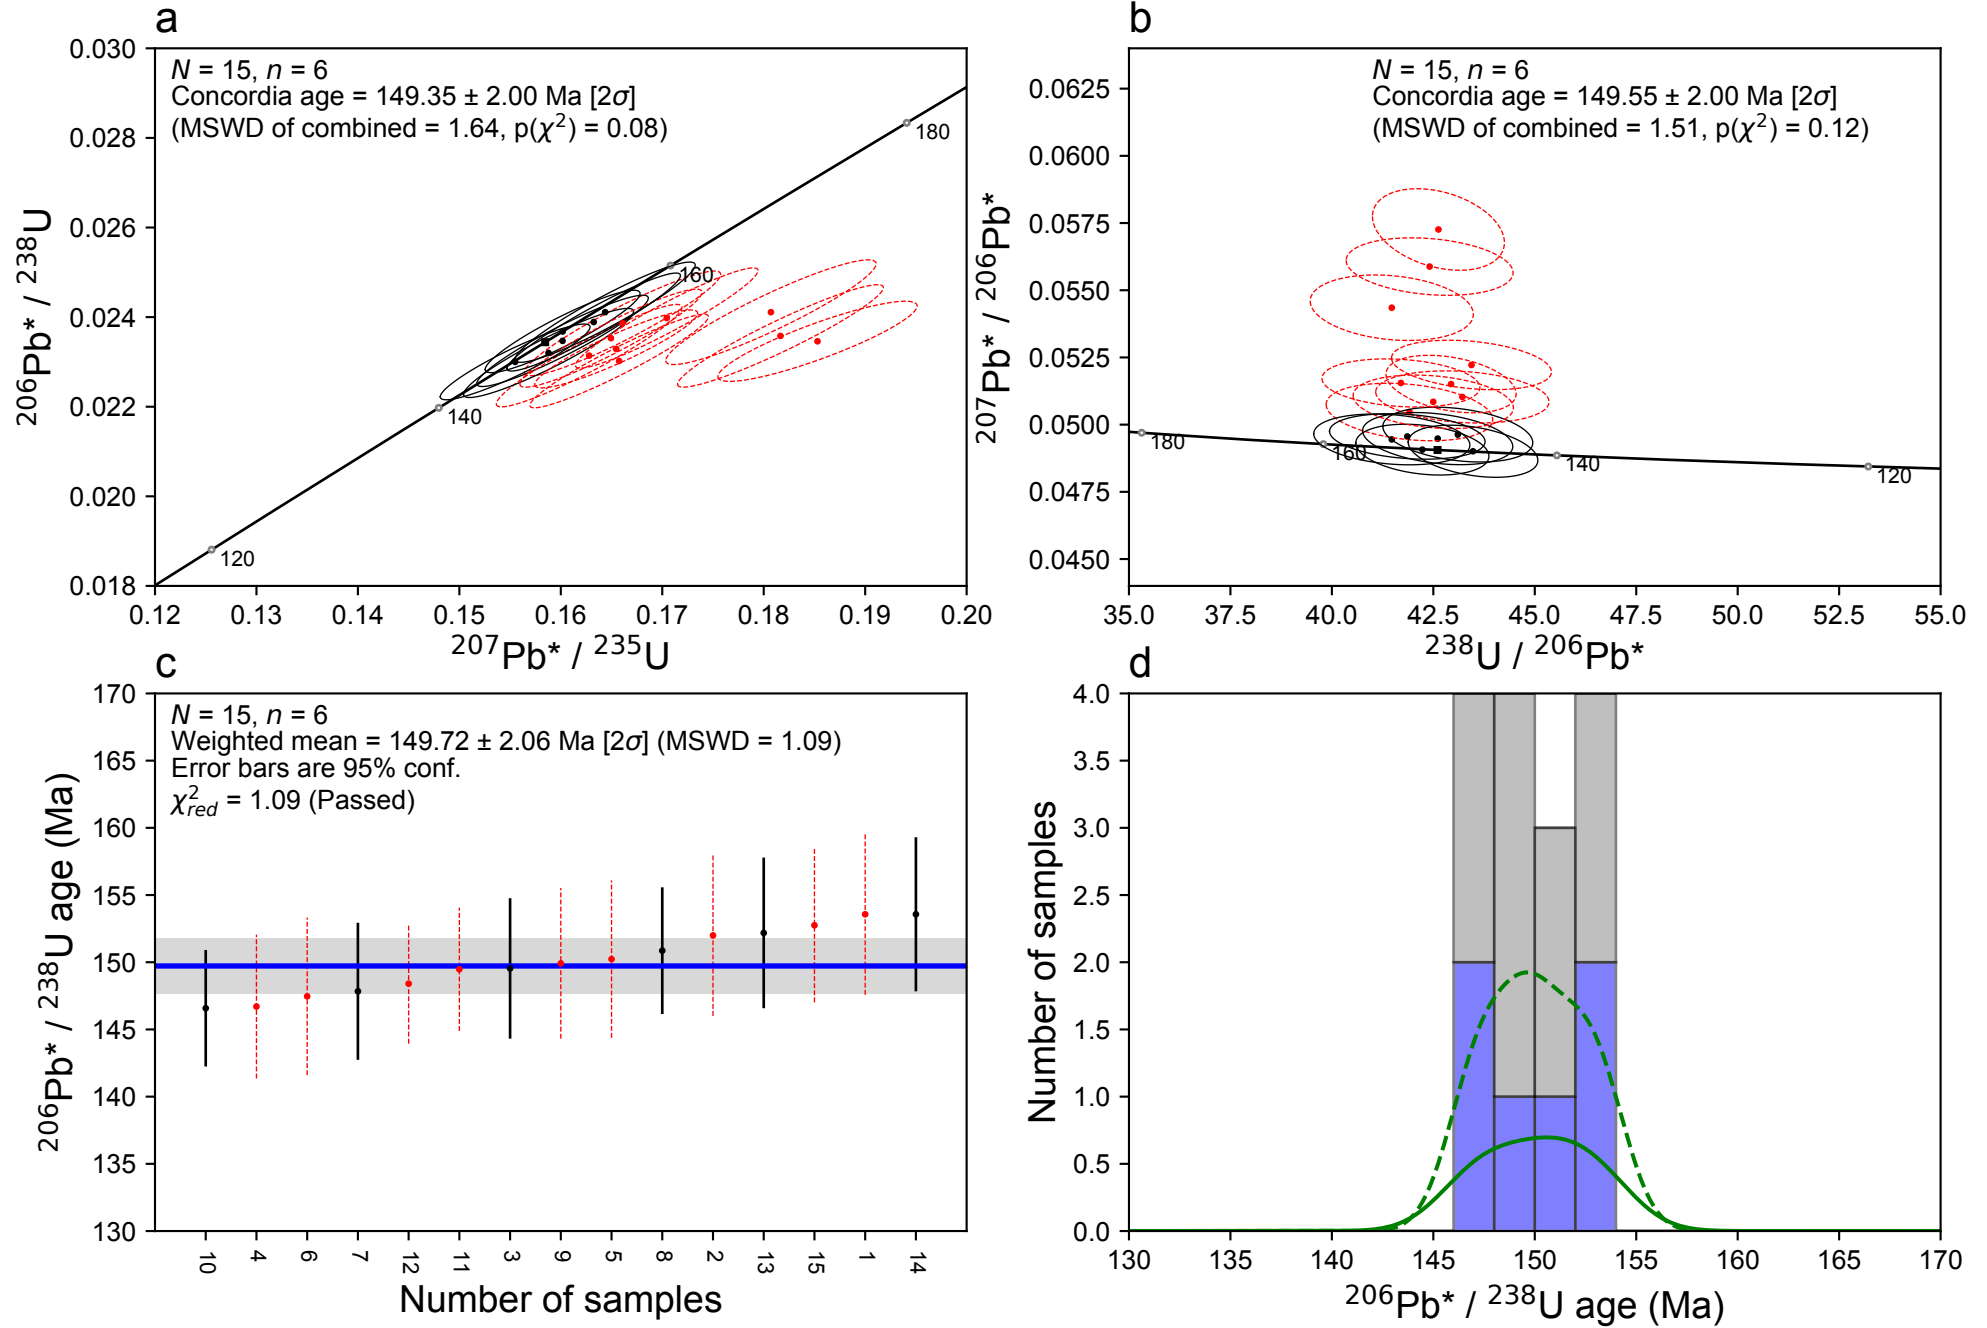 a
0.030
0.028
0.026
0.024
0.022
0.020
0.018
²⁰⁶Pb* / ²³⁸U
N = 15, n = 6
Concordia age = 149.35 ± 2.00 Ma [2σ]
(MSWD of combined = 1.64, p(χ²) = 0.08)
180
160
140
120
0.12 0.13 0.14 0.15 0.16 0.17 0.18 0.19 0.20
²⁰⁷Pb* / ²³⁵U
b
0.0625
0.0600
0.0575
0.0550
0.0525
0.0500
0.0475
0.0450
²⁰⁷Pb* / ²⁰⁶Pb*
N = 15, n = 6
Concordia age = 149.55 ± 2.00 Ma [2σ]
(MSWD of combined = 1.51, p(χ²) = 0.12)
180 160 140 120
35.0 37.5 40.0 42.5 45.0 47.5 50.0 52.5 55.0
²³⁸U / ²⁰⁶Pb*
c
170
165
160
155
150
145
140
135
130
²⁰⁶Pb* / ²³⁸U age (Ma)
N = 15, n = 6
Weighted mean = 149.72 ± 2.06 Ma [2σ] (MSWD = 1.09)
Error bars are 95% conf.
χ²red = 1.09 (Passed)
10 4 6 7 12 11 3 9 5 8 2 13 15 1 14
Number of samples
d
4.0
3.5
3.0
2.5
2.0
1.5
1.0
0.5
0.0
Number of samples
130 135 140 145 150 155 160 165 170
²⁰⁶Pb* / ²³⁸U age (Ma)